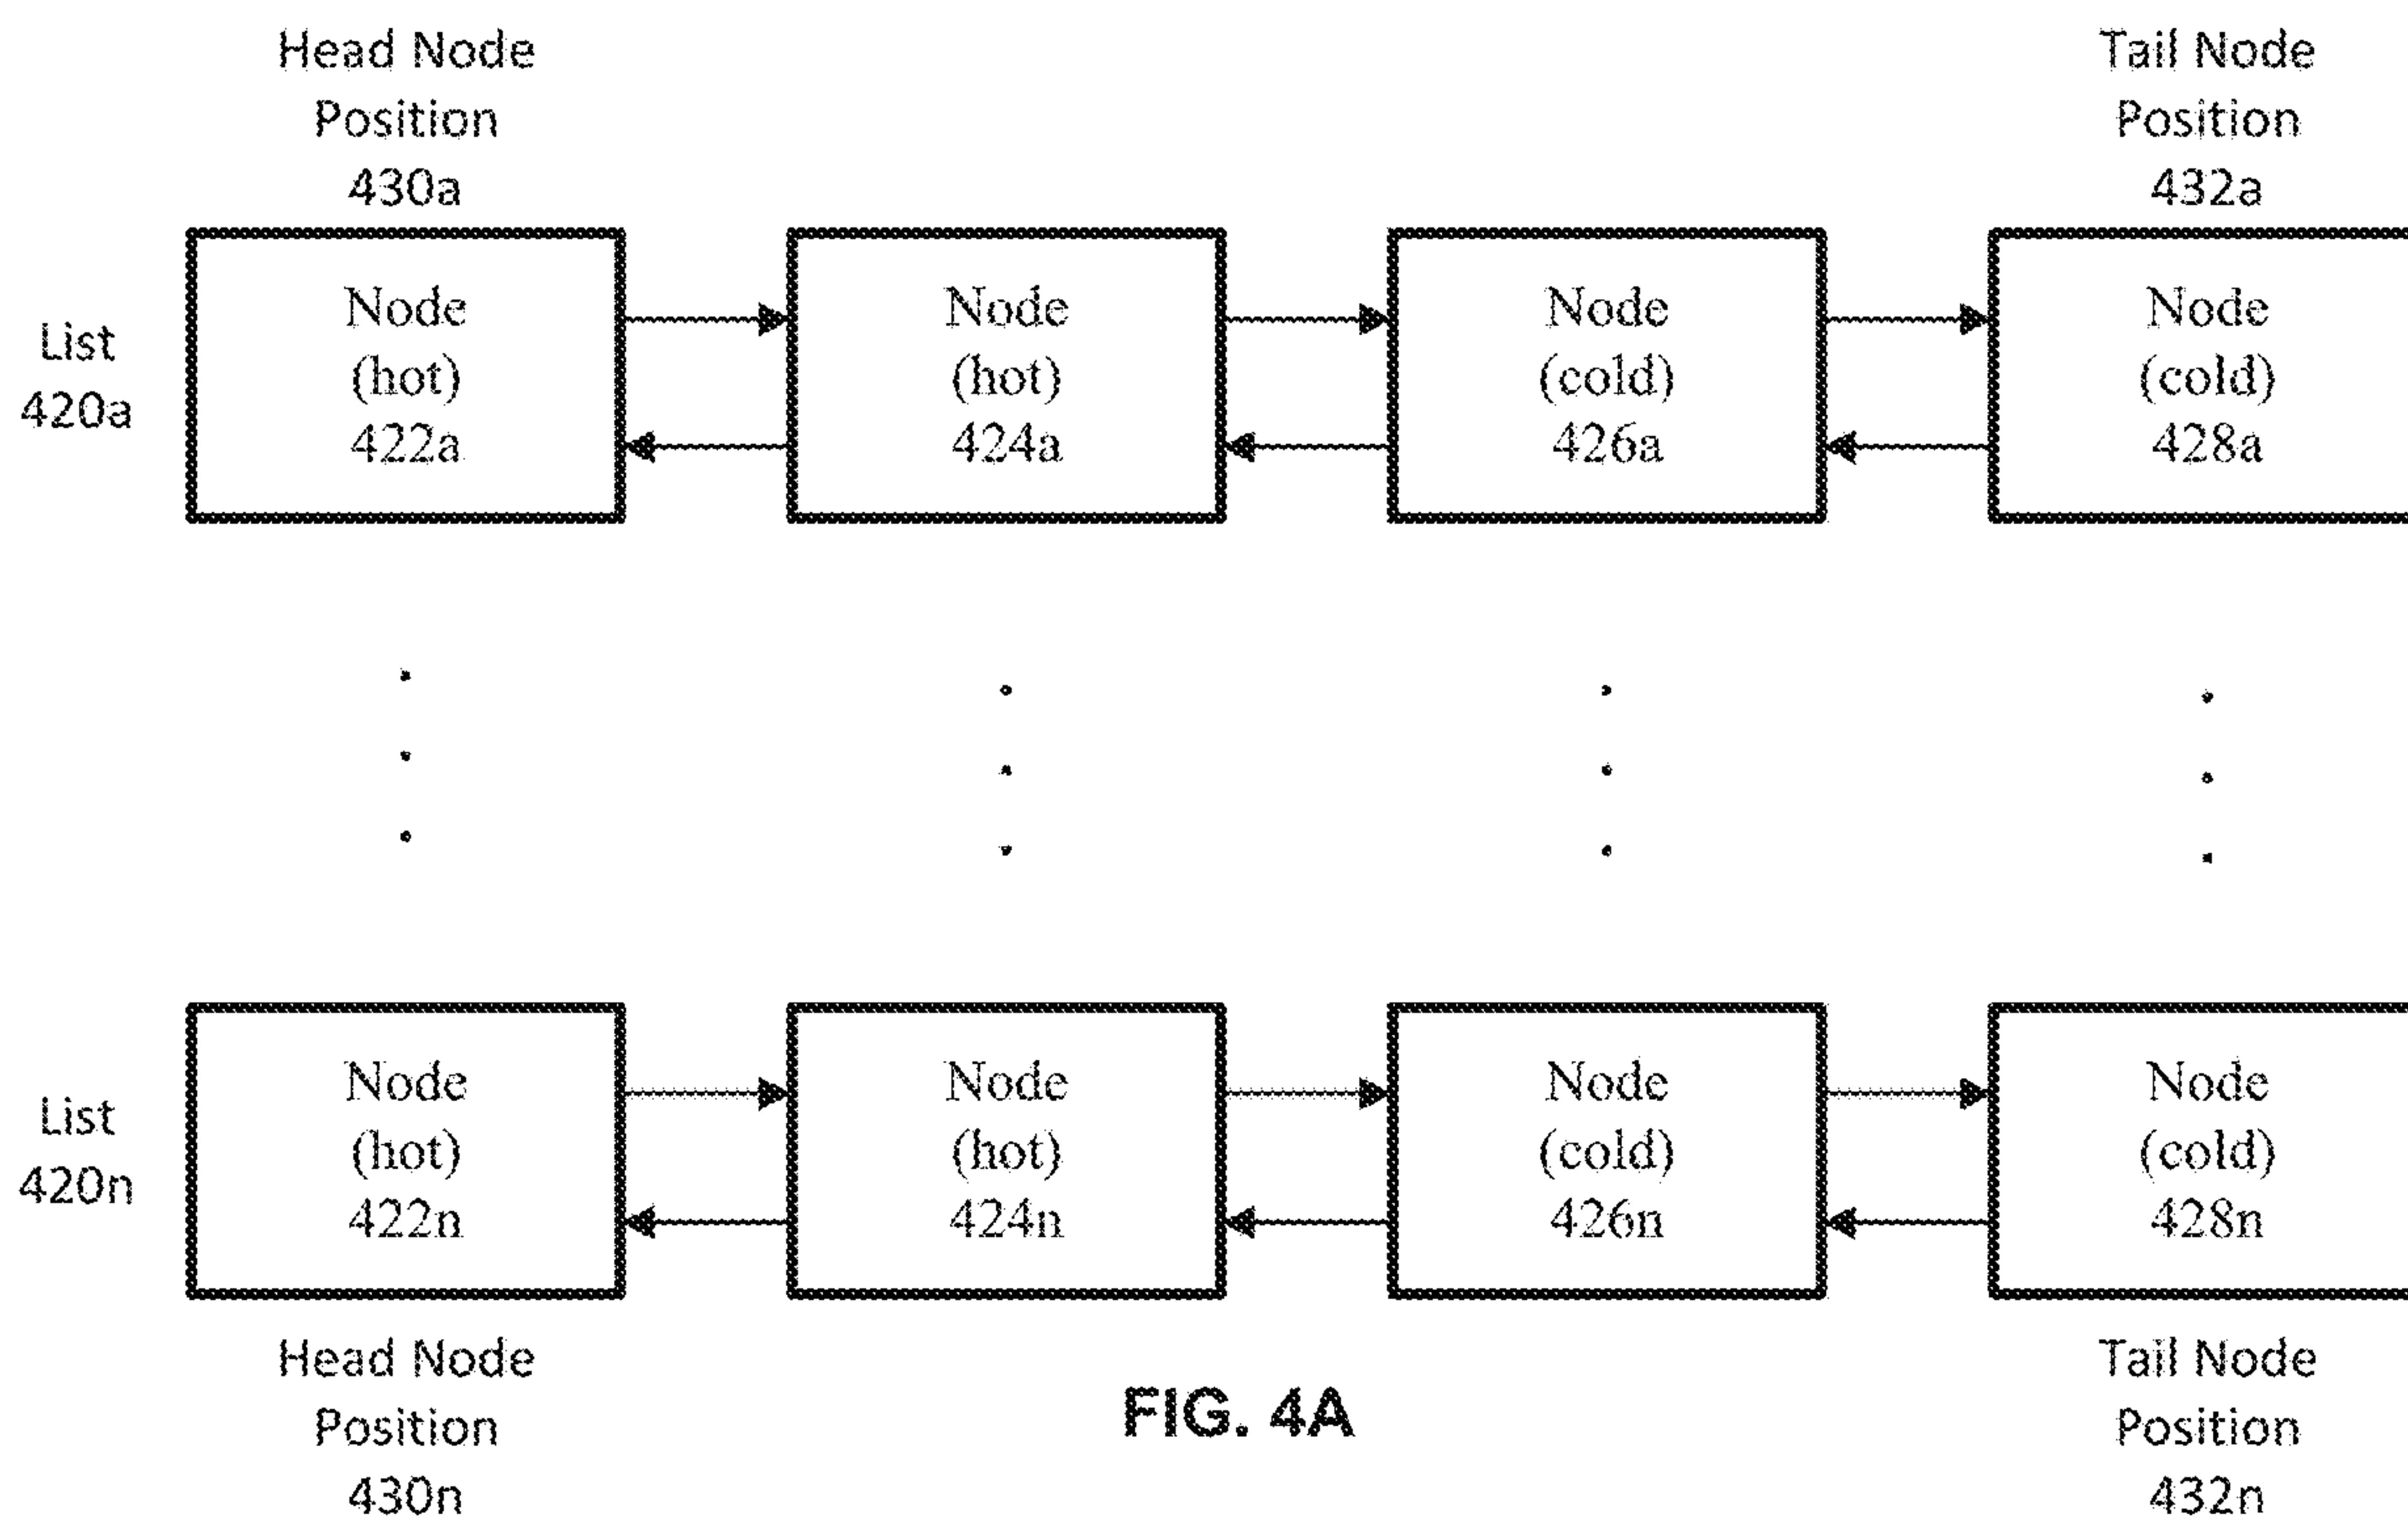 Head Node
Position
430a
Tail Node
Position
432a
List
420a
Node
(hot)
422a
Node
(hot)
424a
Node
(cold)
426a
Node
(cold)
428a
List
420n
Node
(hot)
422n
Node
(hot)
424n
Node
(cold)
426n
Node
(cold)
428n
Head Node
Position
430n
FIG. 4A
Tail Node
Position
432n